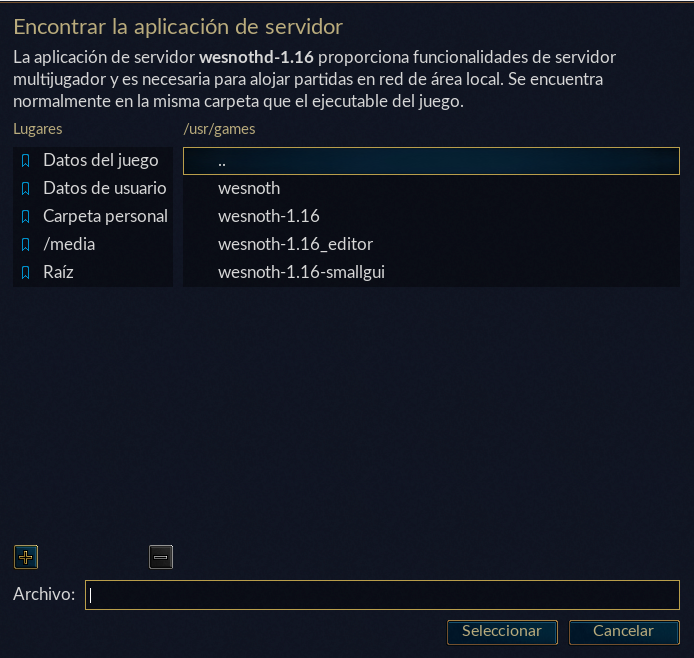 Encontrar la aplicación de servidor
La aplicación de servidor wesnothd-1.16 proporciona funcionalidades de servidor
multijugador y es necesaria para alojar partidas en red de área local. Se encuentra
normalmente en la misma carpeta que el ejecutable del juego.
Lugares
/usr/games
Datos del juego
..
Datos de usuario
wesnoth
Carpeta personal
wesnoth-1.16
/media
wesnoth-1.16_editor
Raíz
wesnoth-1.16-smallgui
Archivo:
Seleccionar
Cancelar